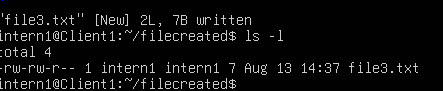 "file3.txt" [New] 2L, 7B written
intern1@Client1:~/filecreated$ ls -l
total 4
-rw-rw-r-- 1 intern1 intern1 7 Aug 13 14:37 file3.txt
intern1@Client1:~/filecreated$